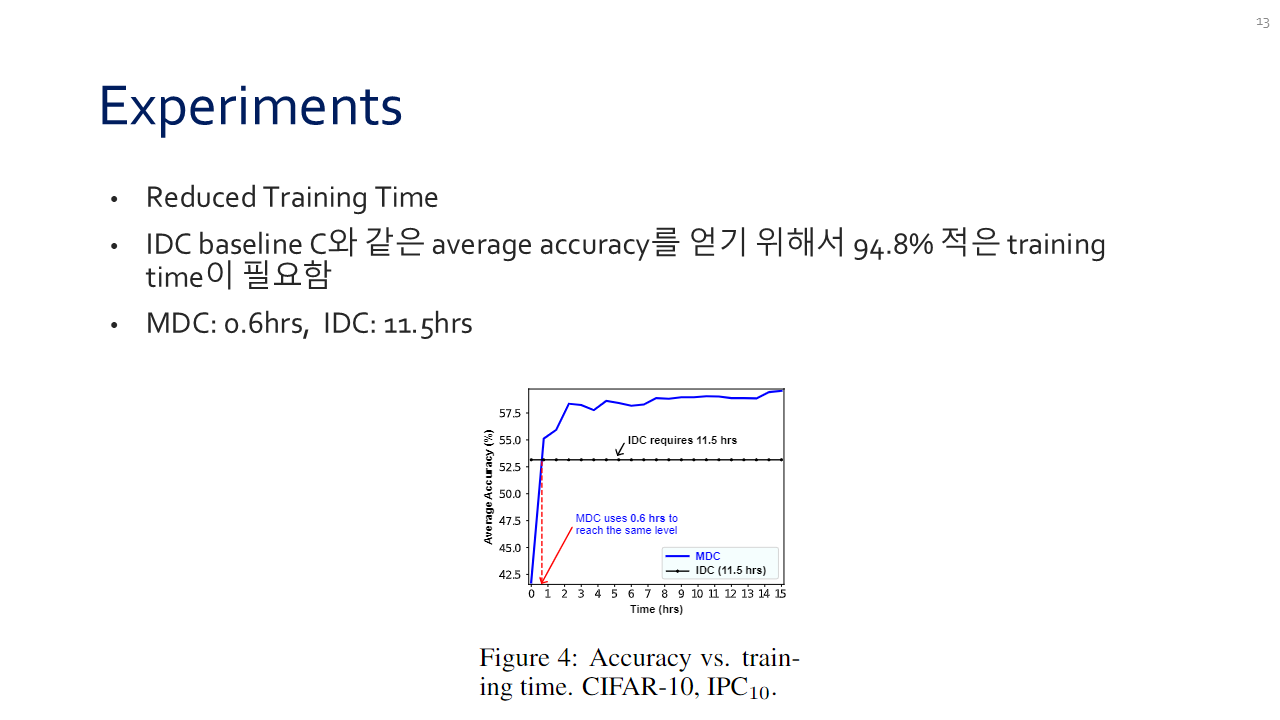 13
Experiments
• Reduced Training Time
• IDC baseline C와 같은 average accuracy를 얻기 위해서 94.8% 적은 training
time이 필요함
• MDC: 0.6hrs, IDC: 11.5hrs
Average Accuracy (%)
57.5
55.0
52.5
50.0
47.5
45.0
42.5
IDC requires 11.5 hrs
MDC uses 0.6 hrs to
reach the same level
MDC
IDC (11.5 hrs)
0 1 2 3 4 5 6 7 8 9 10 11 12 13 14 15
Time (hrs)
Figure 4: Accuracy vs. train-
ing time. CIFAR-10, IPC10.